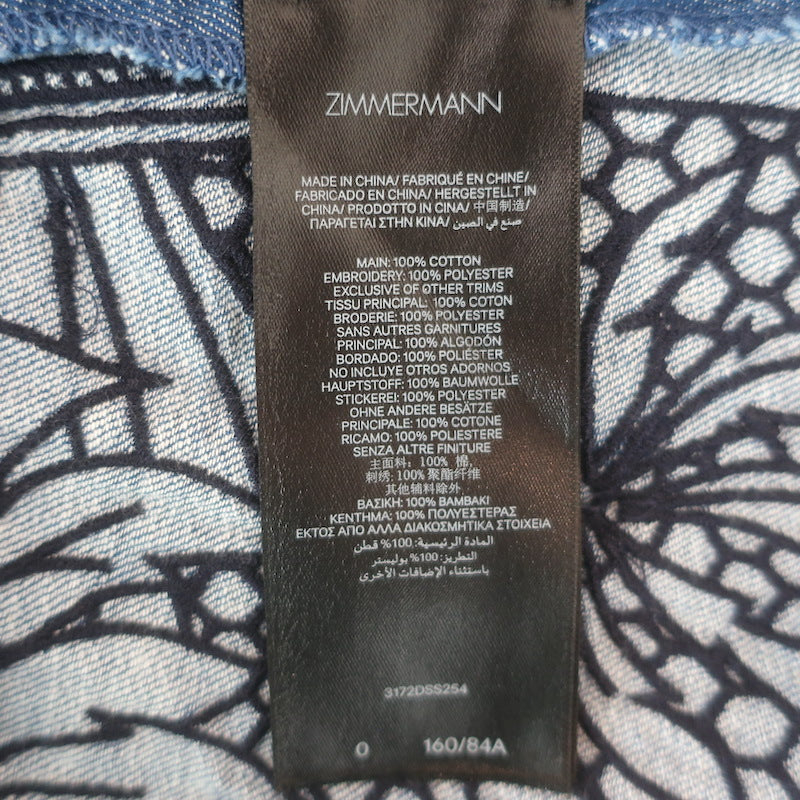 ZIMMERMANN
MADE IN CHINA/ FABRIQUÉ EN CHINE/
FABRICADO EN CHINA/ HERGESTELLT IN
CHINA/ PRODOTTO IN CINA/ 中国制造/
ΠΑΡΑΓΕΤΑΙ ΣΤΗΝ ΚΙΝΑ/ صنع في الصين/
MAIN: 100% COTTON
EMBROIDERY: 100% POLYESTER
EXCLUSIVE OF OTHER TRIMS
TISSU PRINCIPAL: 100% COTON
BRODERIE: 100% POLYESTER
SANS AUTRES GARNITURES
PRINCIPAL: 100% ALGODÓN
BORDADO: 100% POLIÉSTER
NO INCLUYE OTROS ADORNOS
HAUPTSTOFF: 100% BAUMWOLLE
STICKEREI: 100% POLYESTER
OHNE ANDERE BESÄTZE
PRINCIPALE: 100% COTONE
RICAMO: 100% POLIESTERE
SENZA ALTRE FINITURE
主面料: 100% 棉,
刺绣: 100% 聚酯纤维
其他辅料除外
ΒΑΣΙΚΗ: 100% ΒΑΜΒΑΚΙ
ΚΕΝΤΗΜΑ: 100% ΠΟΛΥΕΣΤΕΡΑΣ
ΕΚΤΟΣ ΑΠΟ ΑΛΛΑ ΔΙΑΚΟΣΜΗΤΙΚΑ ΣΤΟΙΧΕΙΑ
المادة الرئيسية: 100% قطن
التطريز: 100% بوليستر
باستثناء الإضافات الأخرى
3172DSS254
0 160/84A